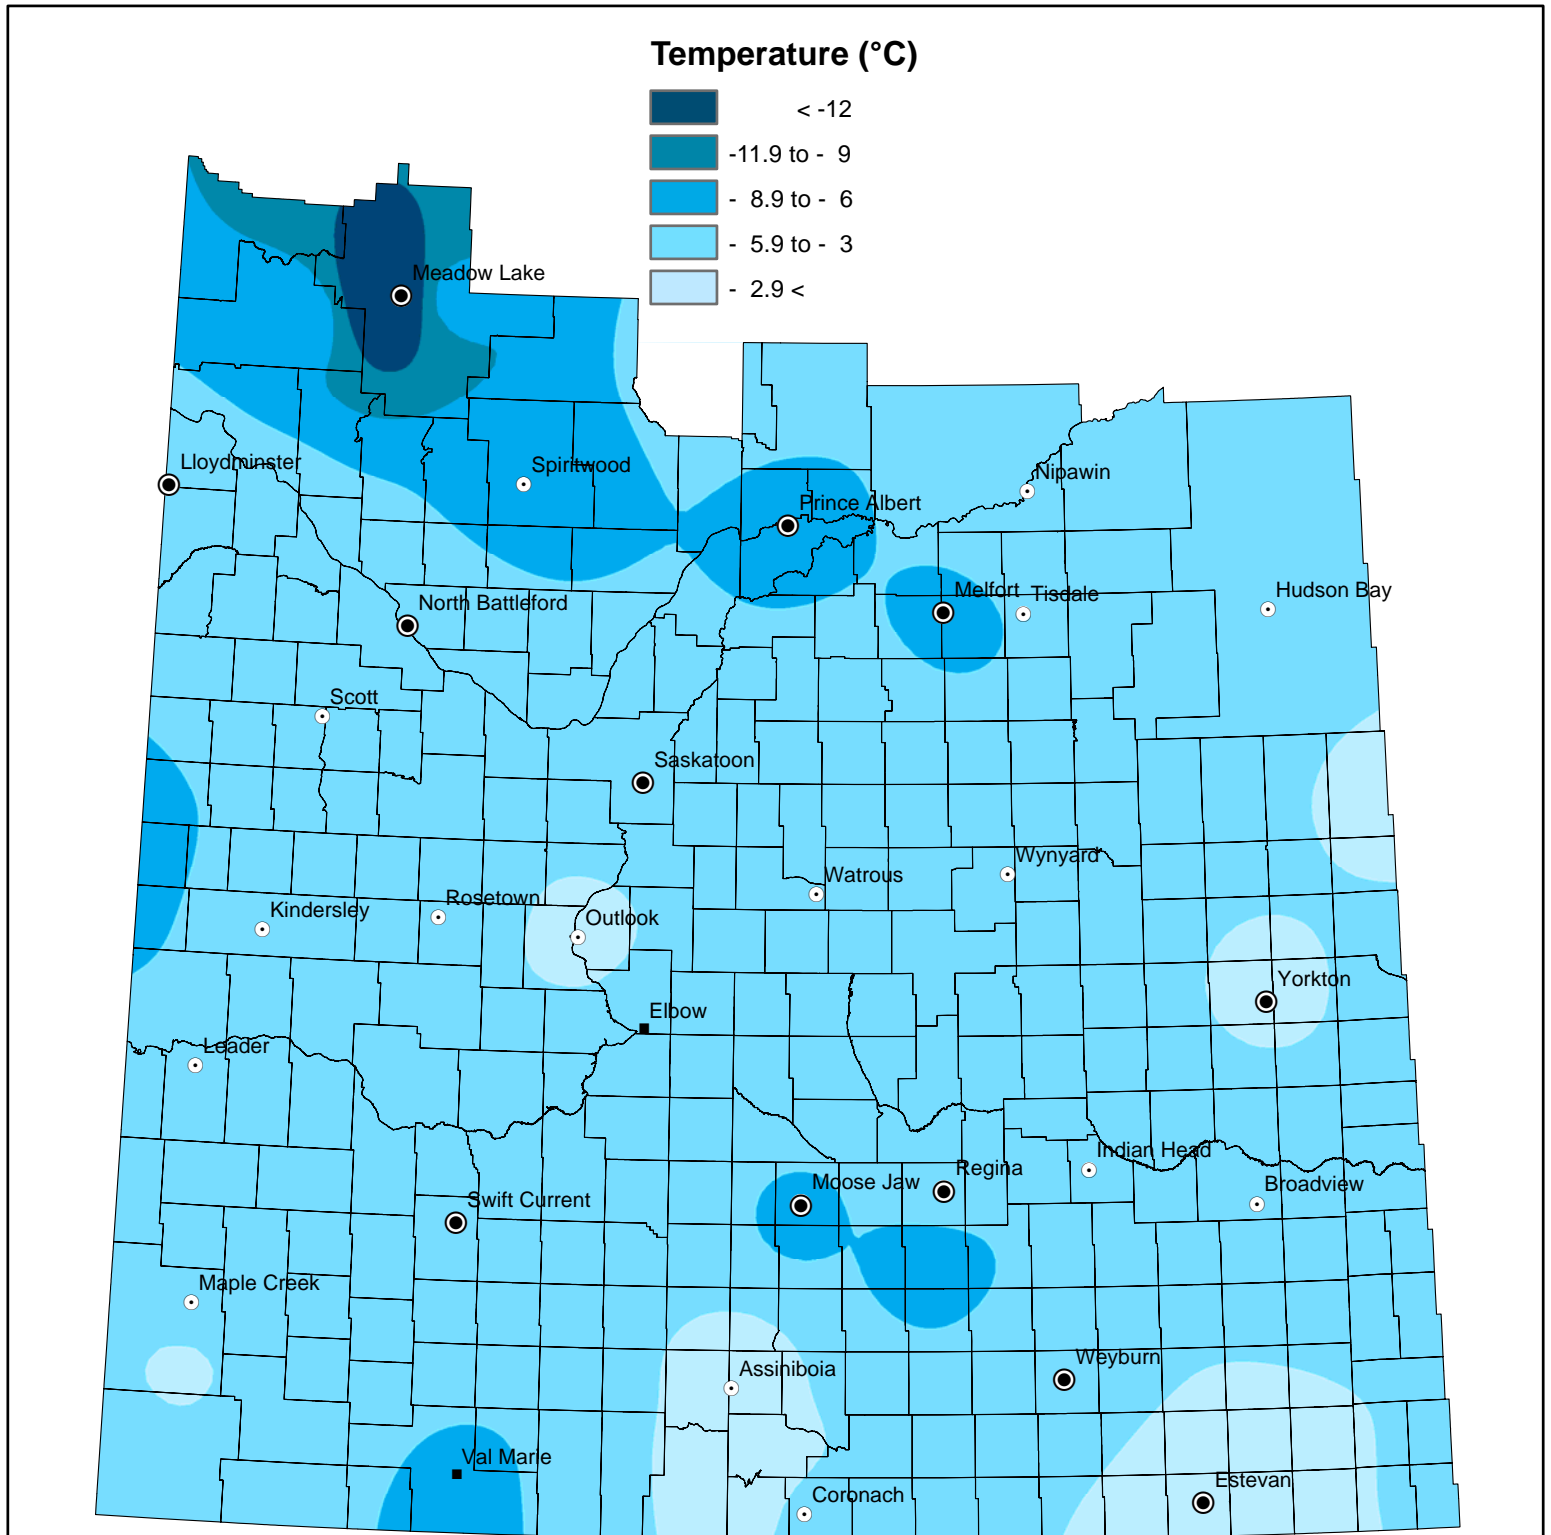 Temperature (°C)
< -12
-11.9 to - 9
- 8.9 to - 6
- 5.9 to - 3
- 2.9 <
Meadow Lake
Lloydminster
Spiritwood
Prince Albert
Nipawin
North Battleford
Melfort
Tisdale
Hudson Bay
Scott
Saskatoon
Watrous
Wynyard
Kindersley
Rosetown
Outlook
Yorkton
Elbow
Leader
Indian Head
Moose Jaw
Regina
Broadview
Swift Current
Maple Creek
Assiniboia
Weyburn
Val Marie
Coronach
Estevan